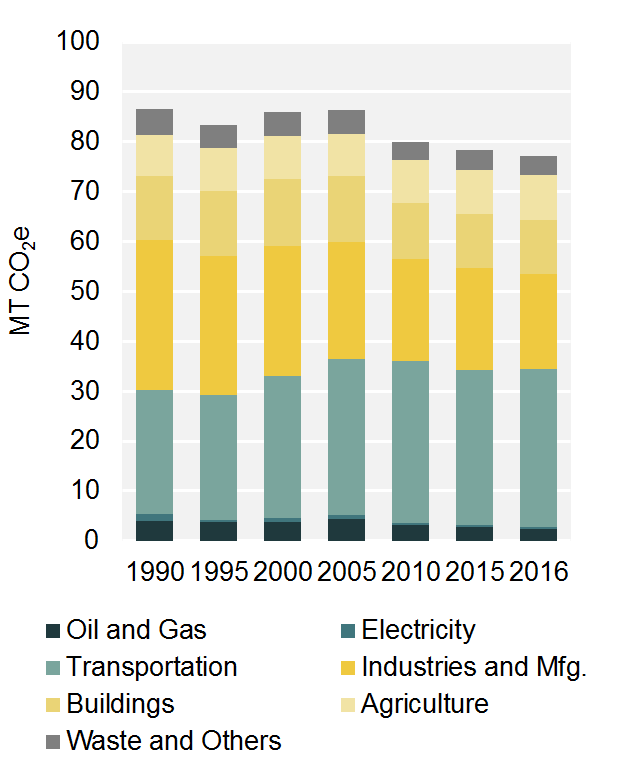 100
90
80
70
60
50
40
30
20
10
0
MT CO₂e
1990 1995 2000 2005 2010 2015 2016
Oil and Gas Electricity
Transportation Industries and Mfg.
Buildings Agriculture
Waste and Others